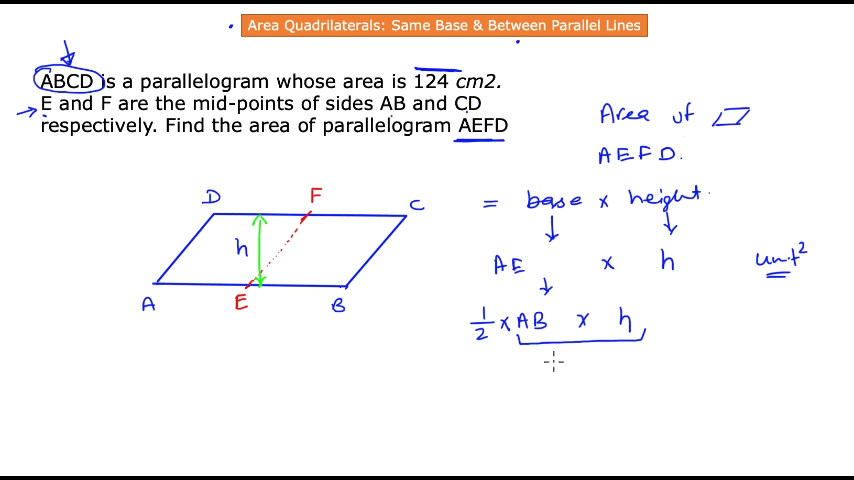 Area Quadrilaterals: Same Base & Between Parallel Lines
ABCD is a parallelogram whose area is 124 cm2.
E and F are the mid-points of sides AB and CD
respectively. Find the area of parallelogram AEFD
Area of ▱
AEFD.
= base × height.
AE × h unit²
1/2 × AB × h
D F C
h
A E B